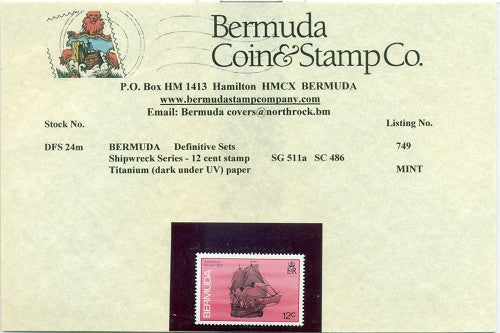 Bermuda
Coin&Stamp Co.
P.O. Box HM 1413 Hamilton HMCX BERMUDA
www.bermudastampcompany.com
Email: Bermuda covers@northrock.bm
Stock No. Listing No.
DFS 24m BERMUDA Definitive Sets 749
Shipwreck Series - 12 cent stamp SG 511a SC 486
Titanium (dark under UV) paper MINT
BERMUDA
12c